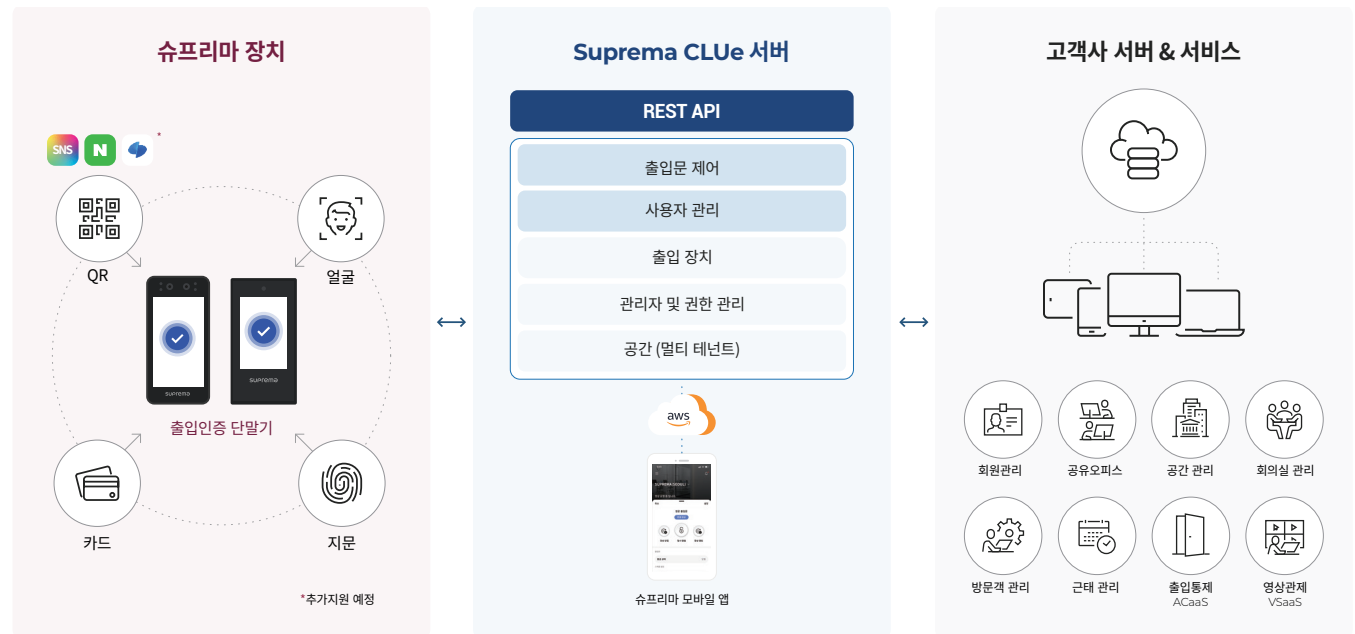 슈프리마 장치
SNS N *
QR
얼굴
suprema
suprema
출입인증 단말기
카드
지문
*추가지원 예정
Suprema CLUe 서버
REST API
출입문 제어
사용자 관리
출입 장치
관리자 및 권한 관리
공간 (멀티 테넌트)
aws
슈프리마 모바일 앱
고객사 서버 & 서비스
회원관리
공유오피스
공간 관리
회의실 관리
방문객 관리
근태 관리
출입통제
ACaaS
영상관제
VSaaS